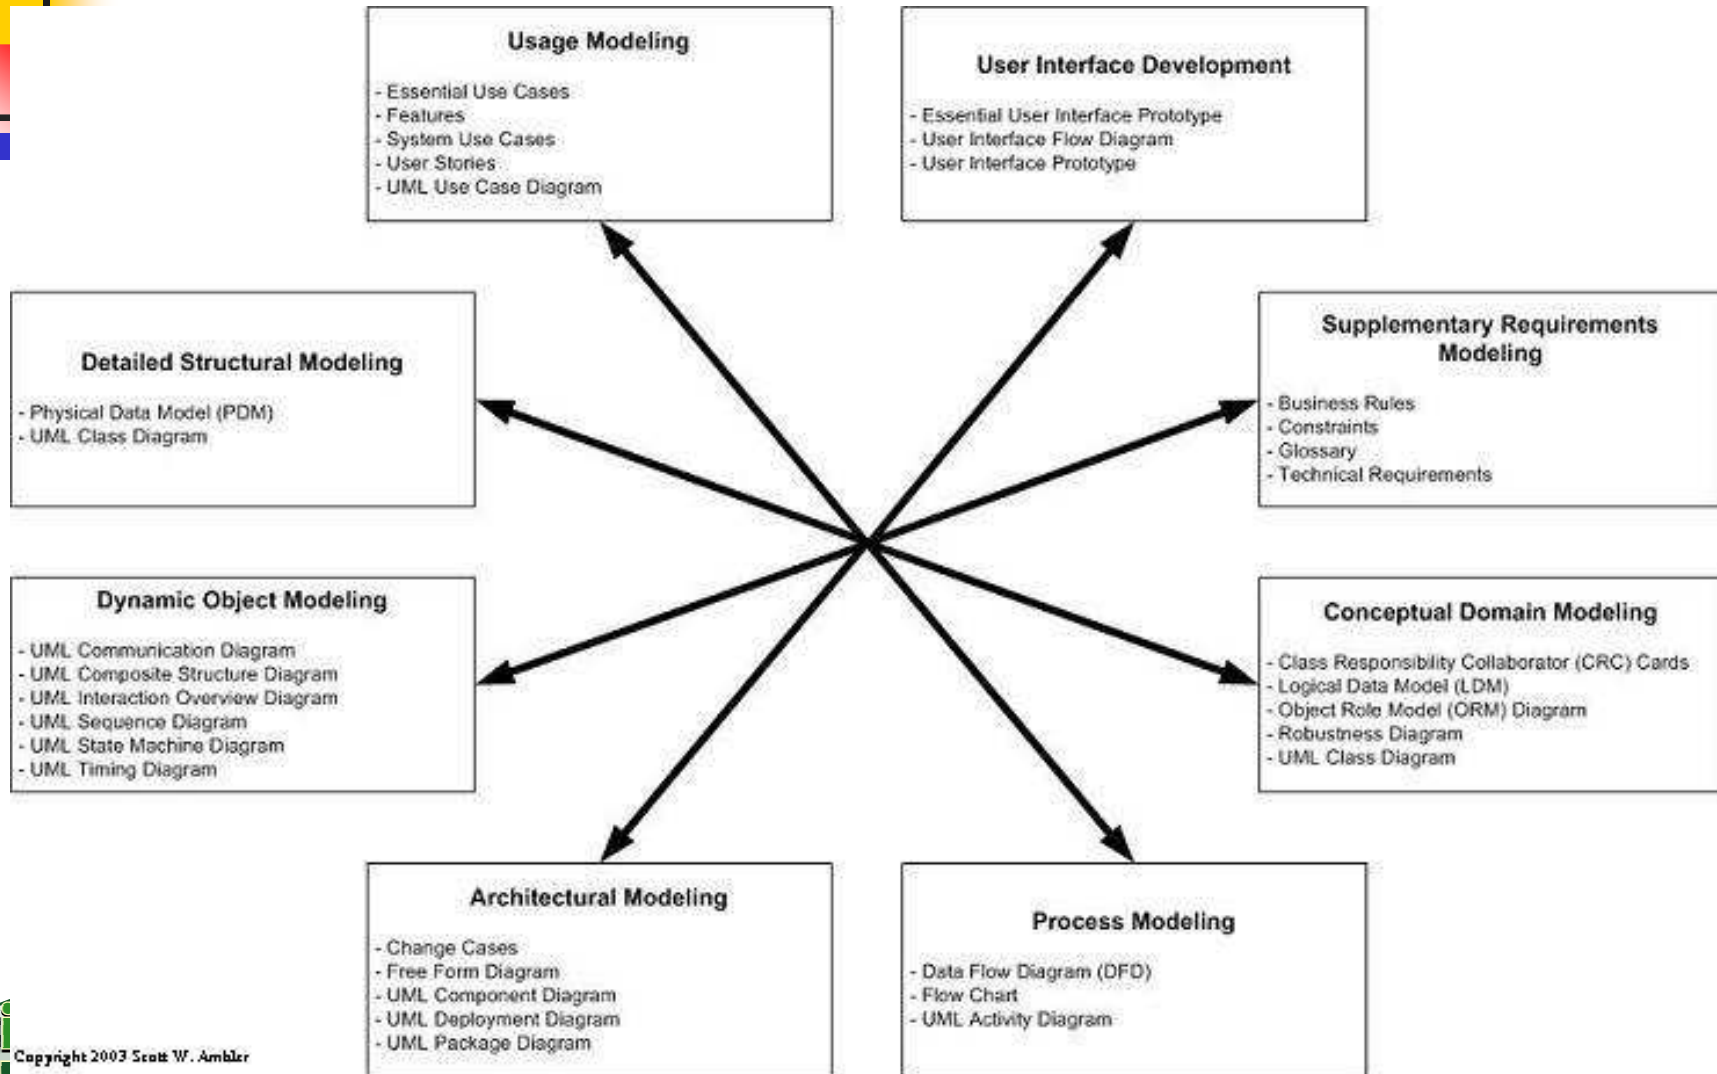 Usage Modeling
- Essential Use Cases
- Features
- System Use Cases
- User Stories
- UML Use Case Diagram
User Interface Development
- Essential User Interface Prototype
- User Interface Flow Diagram
- User Interface Prototype
Detailed Structural Modeling
- Physical Data Model (PDM)
- UML Class Diagram
Supplementary Requirements
Modeling
- Business Rules
- Constraints
- Glossary
- Technical Requirements
Dynamic Object Modeling
- UML Communication Diagram
- UML Composite Structure Diagram
- UML Interaction Overview Diagram
- UML Sequence Diagram
- UML State Machine Diagram
- UML Timing Diagram
Conceptual Domain Modeling
- Class Responsibility Collaborator (CRC) Cards
- Logical Data Model (LDM)
- Object Role Model (ORM) Diagram
- Robustness Diagram
- UML Class Diagram
Architectural Modeling
- Change Cases
- Free Form Diagram
- UML Component Diagram
- UML Deployment Diagram
- UML Package Diagram
Process Modeling
- Data Flow Diagram (DFD)
- Flow Chart
- UML Activity Diagram
Copyright 2003 Scott W. Ambler